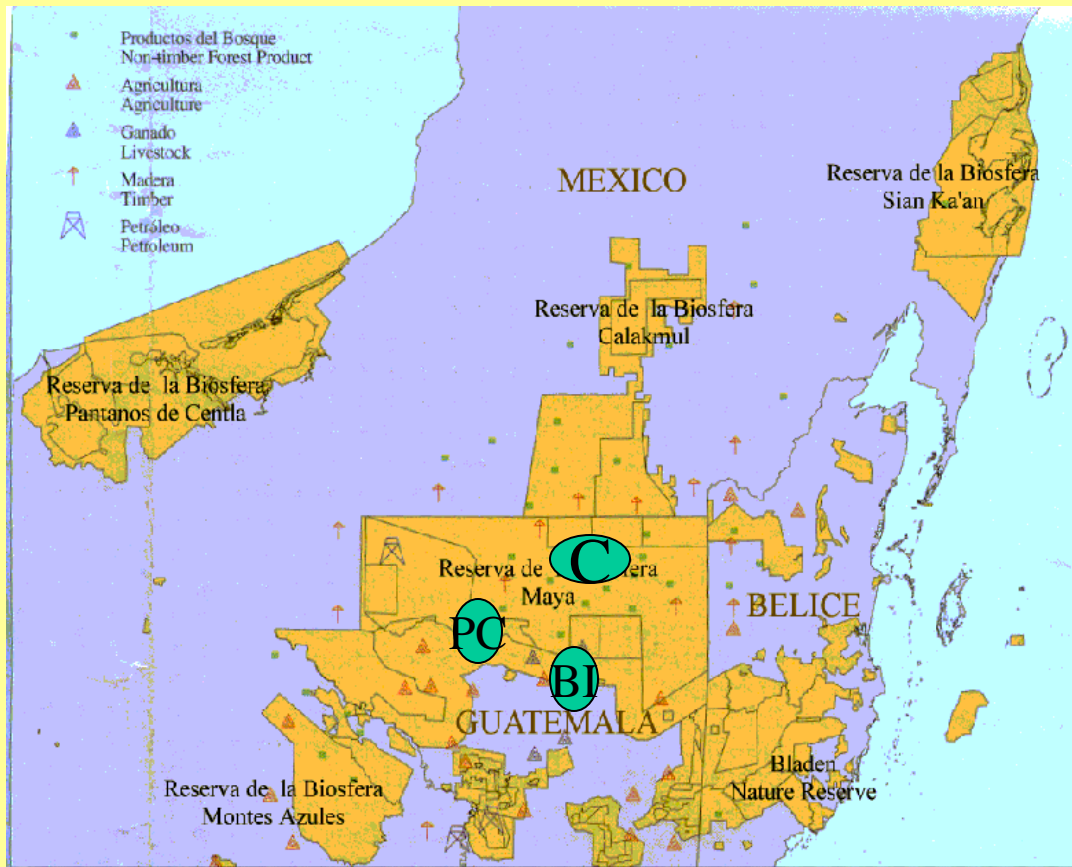 Productos del Bosque
Non-timber Forest Product
Agricultura
Agriculture
Ganado
Livestock
Madera
Timber
Petróleo
Petroleum
MEXICO
Reserva de la Biosfera
Sian Ka'an
Reserva de la Biosfera
Calakmul
Reserva de la Biosfera
Pantanos de Centla
C
Reserva de
Maya
BELICE
PC
BI
GUATEMALA
Reserva de la Biosfera
Montes Azules
Bladen
Nature Reserve